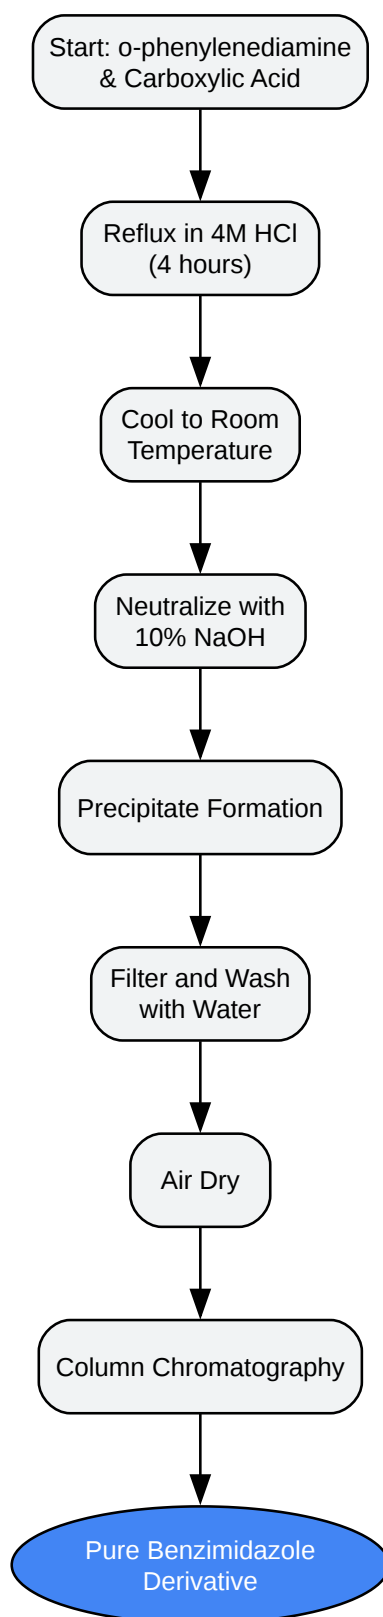 Start: o-phenylenediamine
& Carboxylic Acid
Reflux in 4M HCl
(4 hours)
Cool to Room
Temperature
Neutralize with
10% NaOH
Precipitate Formation
Filter and Wash
with Water
Air Dry
Column Chromatography
Pure Benzimidazole
Derivative